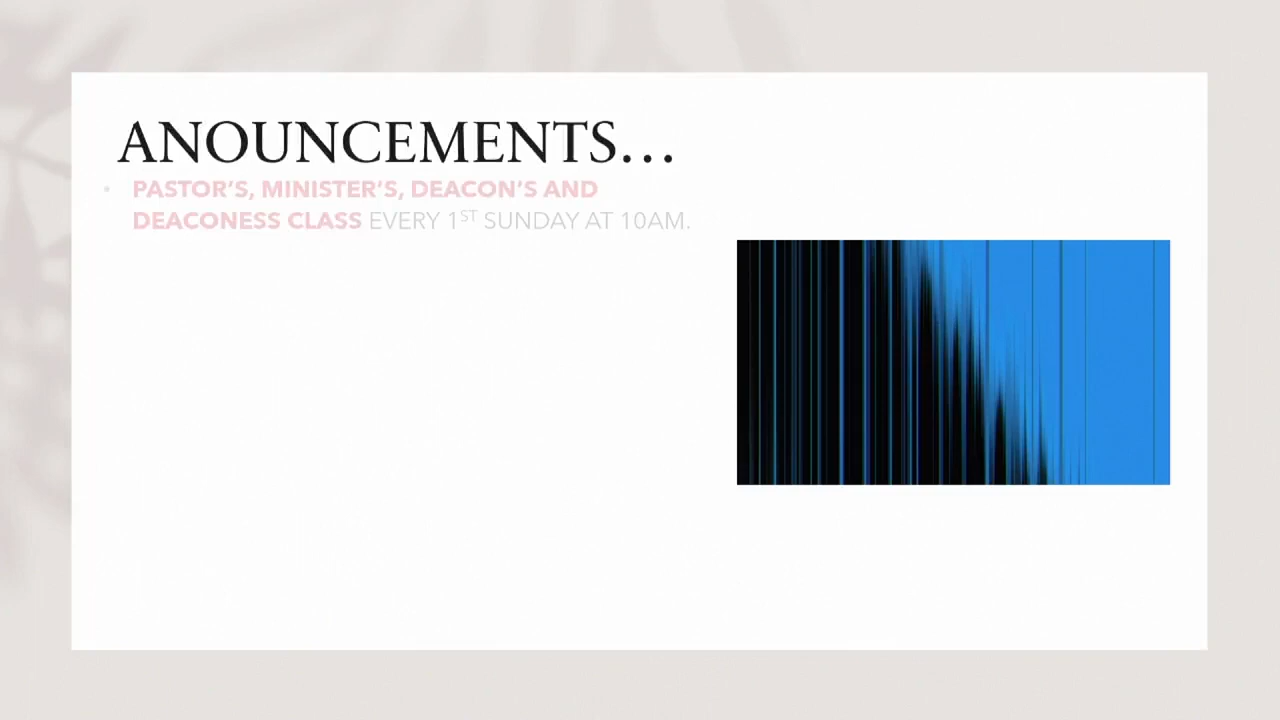 ANOUNCEMENTS...
• PASTOR'S, MINISTER'S, DEACON'S AND
DEACONESS CLASS EVERY 1ST SUNDAY AT 10AM.